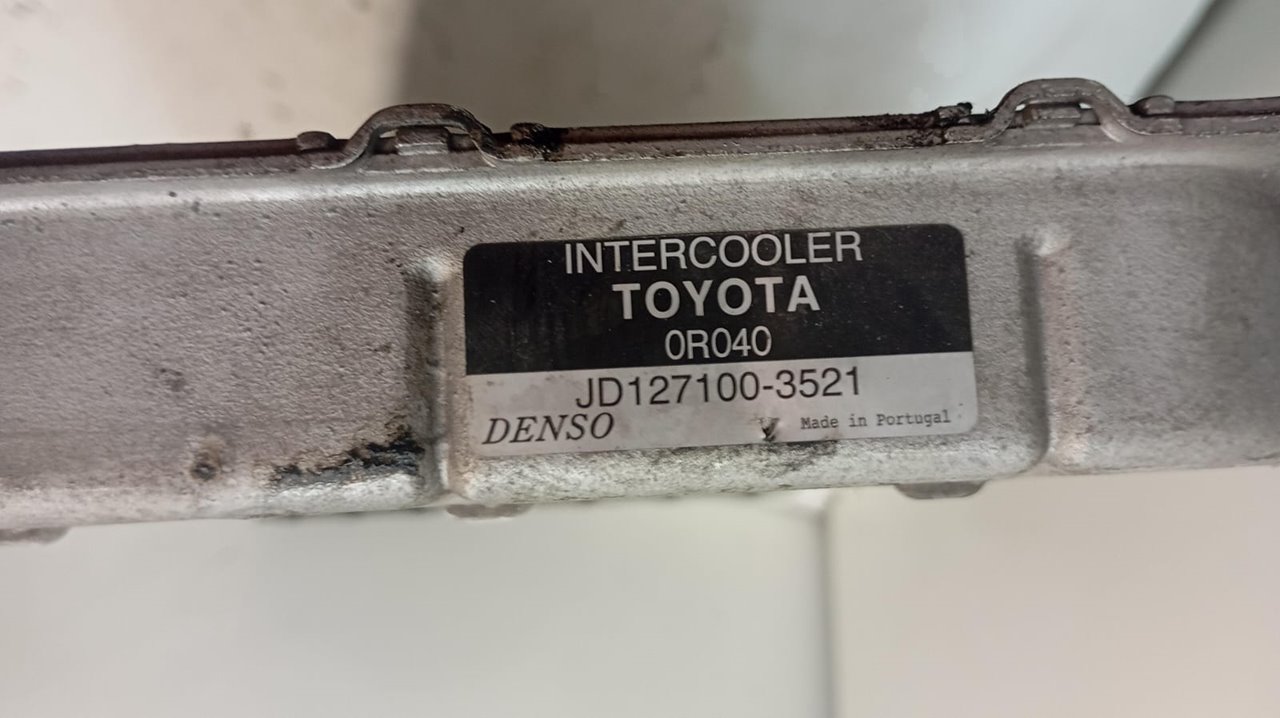 INTERCOOLER
TOYOTA
0R040
JD127100-3521
DENSO Made in Portugal